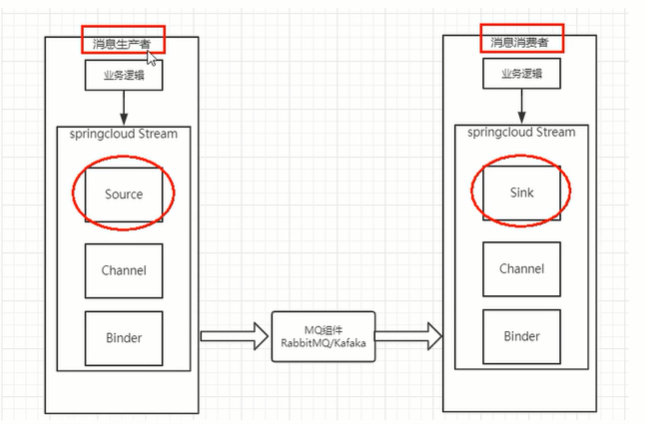 消息生产者
业务逻辑
springcloud Stream
Source
Channel
Binder
MQ组件
RabbitMQ/Kafaka
消息消费者
业务逻辑
springcloud Stream
Sink
Channel
Binder